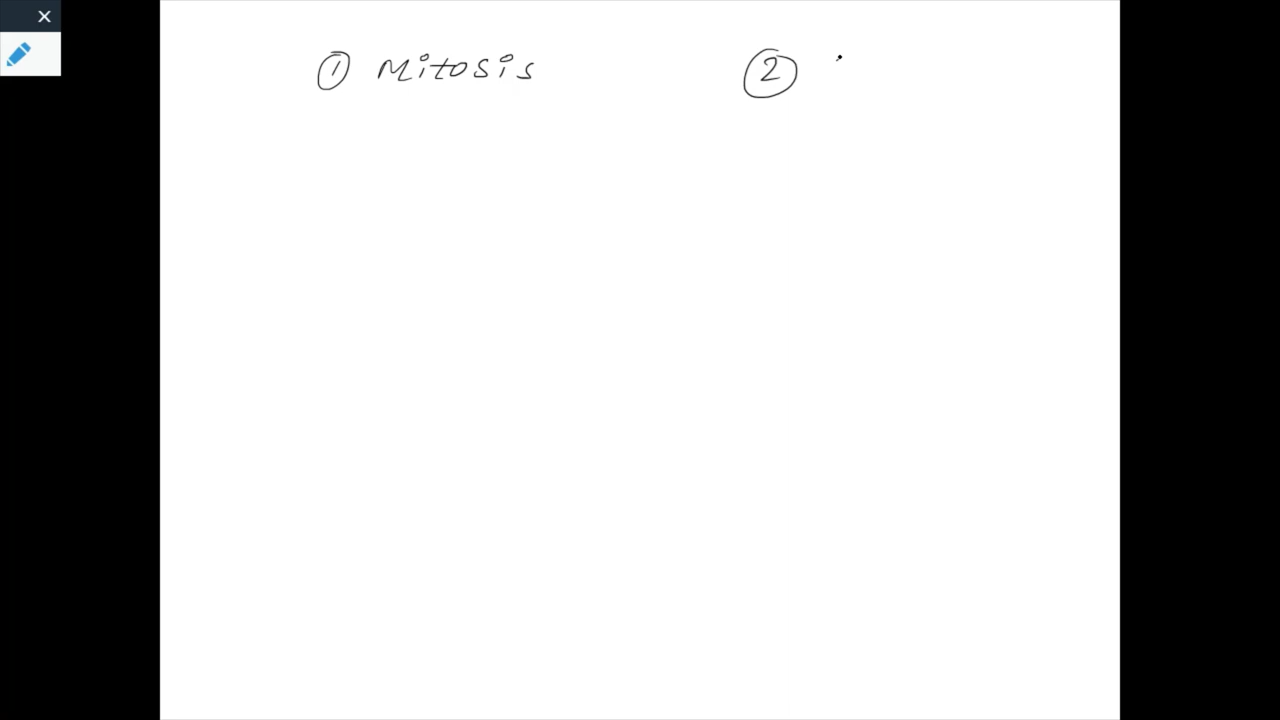 ① Mitosis ②